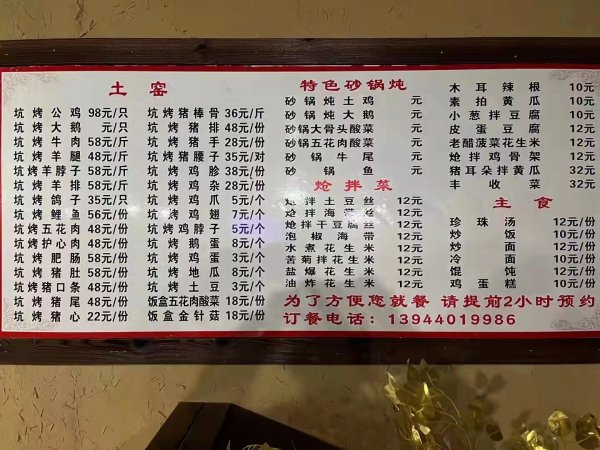 土窑
坑烤公鸡 98元/只
坑烤大鹅 元/只
坑烤牛肉 58元/斤
坑烤羊腿 48元/斤
坑烤羊脖子 58元/斤
坑烤羊排 58元/斤
坑烤鸽子 35元/只
坑烤鲤鱼 56元/份
坑烤五花肉 48元/份
坑烤护心肉 48元/份
坑烤肥肠 58元/份
坑烤猪肚 58元/份
坑烤猪口条 48元/份
坑烤猪尾 48元/份
坑烤猪心 22元/份
坑烤猪棒骨 36元/斤
坑烤猪排 48元/份
坑烤猪手 28元/份
坑烤猪腰子 35元/对
坑烤鸡胗 38元/份
坑烤鸡杂 28元/份
坑烤鸡爪 5元/个
坑烤鸡翅 7元/个
坑烤鸡脖子 5元/个
坑烤鹅蛋 8元/个
坑烤鸡蛋 3元/个
坑烤地瓜 8元/个
坑烤土豆 3元/个
饭盒五花肉酸菜 18元/份
饭盒金针菇 18元/份
特色砂锅炖
砂锅炖土鸡 元
砂锅炖大鹅 元
砂锅大骨头酸菜 元
砂锅五花肉酸菜 元
砂锅牛尾 元
砂锅鱼 元
炝拌菜
炝拌土豆丝 12元
炝拌海带丝 12元
炝拌干豆腐丝 12元
泡椒海带 12元
水煮花生米 12元
苦菊拌花生米 12元
盐爆花生米 12元
油炸花生米 12元
木耳辣根 10元
素拍黄瓜 10元
小葱拌豆腐 10元
皮蛋豆腐 12元
老醋菠菜花生米 12元
炝拌鸡骨架 12元
猪耳朵拌黄瓜 32元
丰收菜 32元
主食
珍珠汤 12元/份
炒饭 10元/份
炒面 12元/份
冷面 12元/份
馄饨 12元/份
鸡蛋糕 10元/份
为了方便您就餐 请提前2小时预约
订餐电话：13944019986